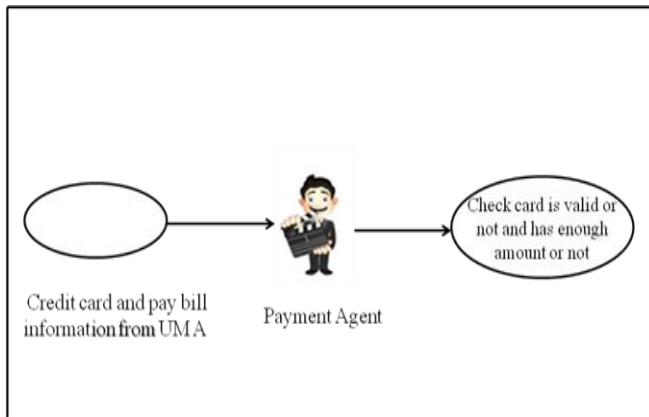 Credit card and pay bill
information from UMA
Payment Agent
Check card is valid or
not and has enough
amount or not